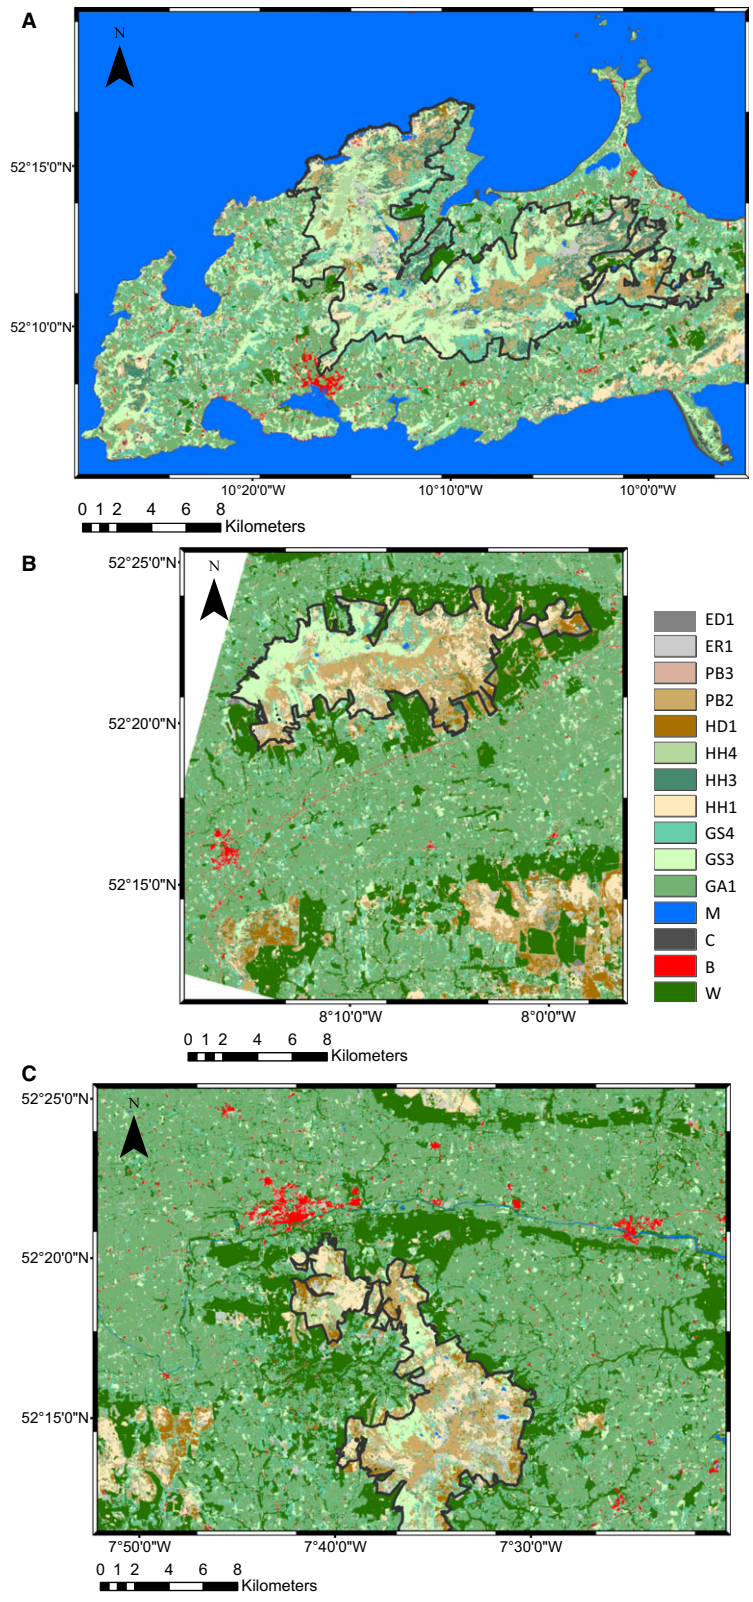 A
N
52°15'0"N
52°10'0"N
10°20'0"W 10°10'0"W 10°0'0"W
0 1 2 4 6 8
Kilometers
B
N
52°25'0"N
52°20'0"N
52°15'0"N
8°10'0"W 8°0'0"W
0 1 2 4 6 8
Kilometers
ED1
ER1
PB3
PB2
HD1
HH4
HH3
HH1
GS4
GS3
GA1
M
C
B
W
C
N
52°25'0"N
52°20'0"N
52°15'0"N
7°50'0"W 7°40'0"W 7°30'0"W
0 1 2 4 6 8
Kilometers